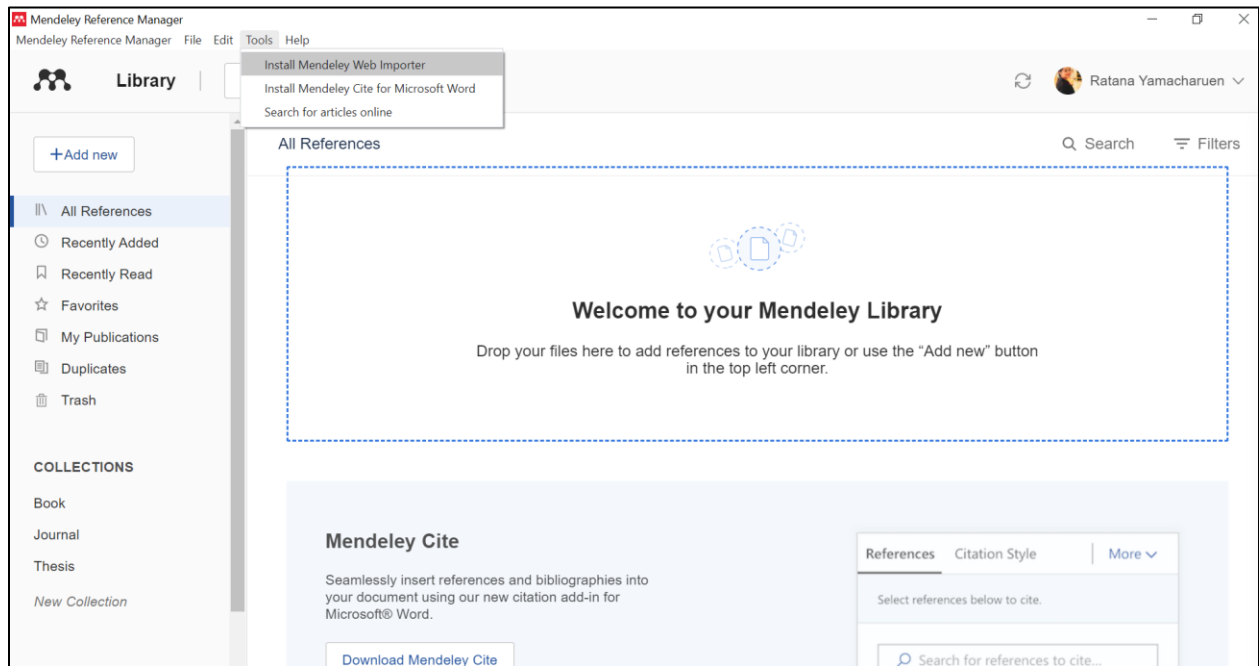 Mendeley Reference Manager
Mendeley Reference Manager File Edit Tools Help
Install Mendeley Web Importer
Install Mendeley Cite for Microsoft Word
Search for articles online
Library
Ratana Yamacharuen
+Add new
All References
Recently Added
Recently Read
Favorites
My Publications
Duplicates
Trash
COLLECTIONS
Book
Journal
Thesis
New Collection
All References
Search
Filters
Welcome to your Mendeley Library
Drop your files here to add references to your library or use the “Add new” button
in the top left corner.
Mendeley Cite
Seamlessly insert references and bibliographies into
your document using our new citation add-in for
Microsoft® Word.
Download Mendeley Cite
References Citation Style More
Select references below to cite.
Search for references to cite...